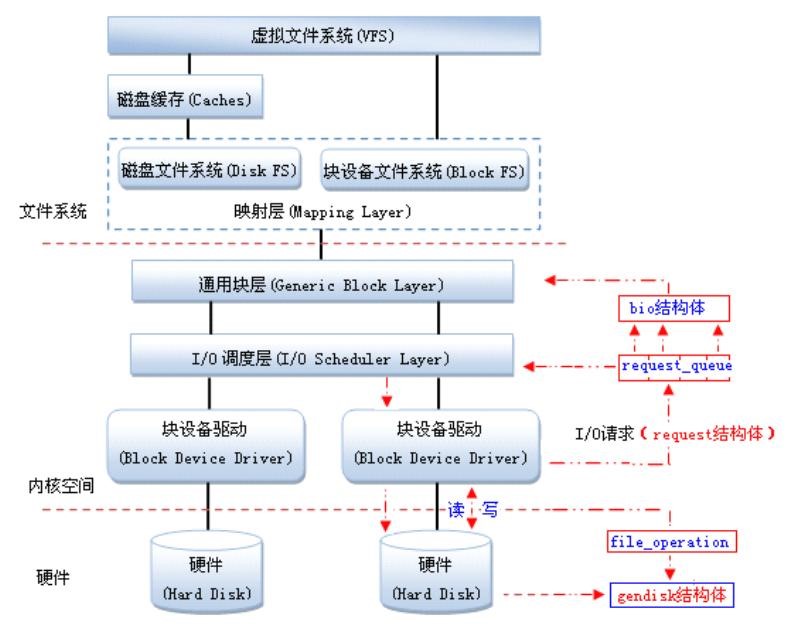 虚拟文件系统(VFS)
磁盘缓存(Caches)
磁盘文件系统(Disk FS)
块设备文件系统(Block FS)
文件系统
映射层(Mapping Layer)
通用块层(Generic Block Layer)
bio结构体
I/O 调度层(I/O Scheduler Layer)
request_queue
块设备驱动
(Block Device Driver)
块设备驱动
(Block Device Driver)
I/O请求(request结构体)
内核空间
读 写
file_operation
硬件
硬件
(Hard Disk)
硬件
(Hard Disk)
gendisk结构体